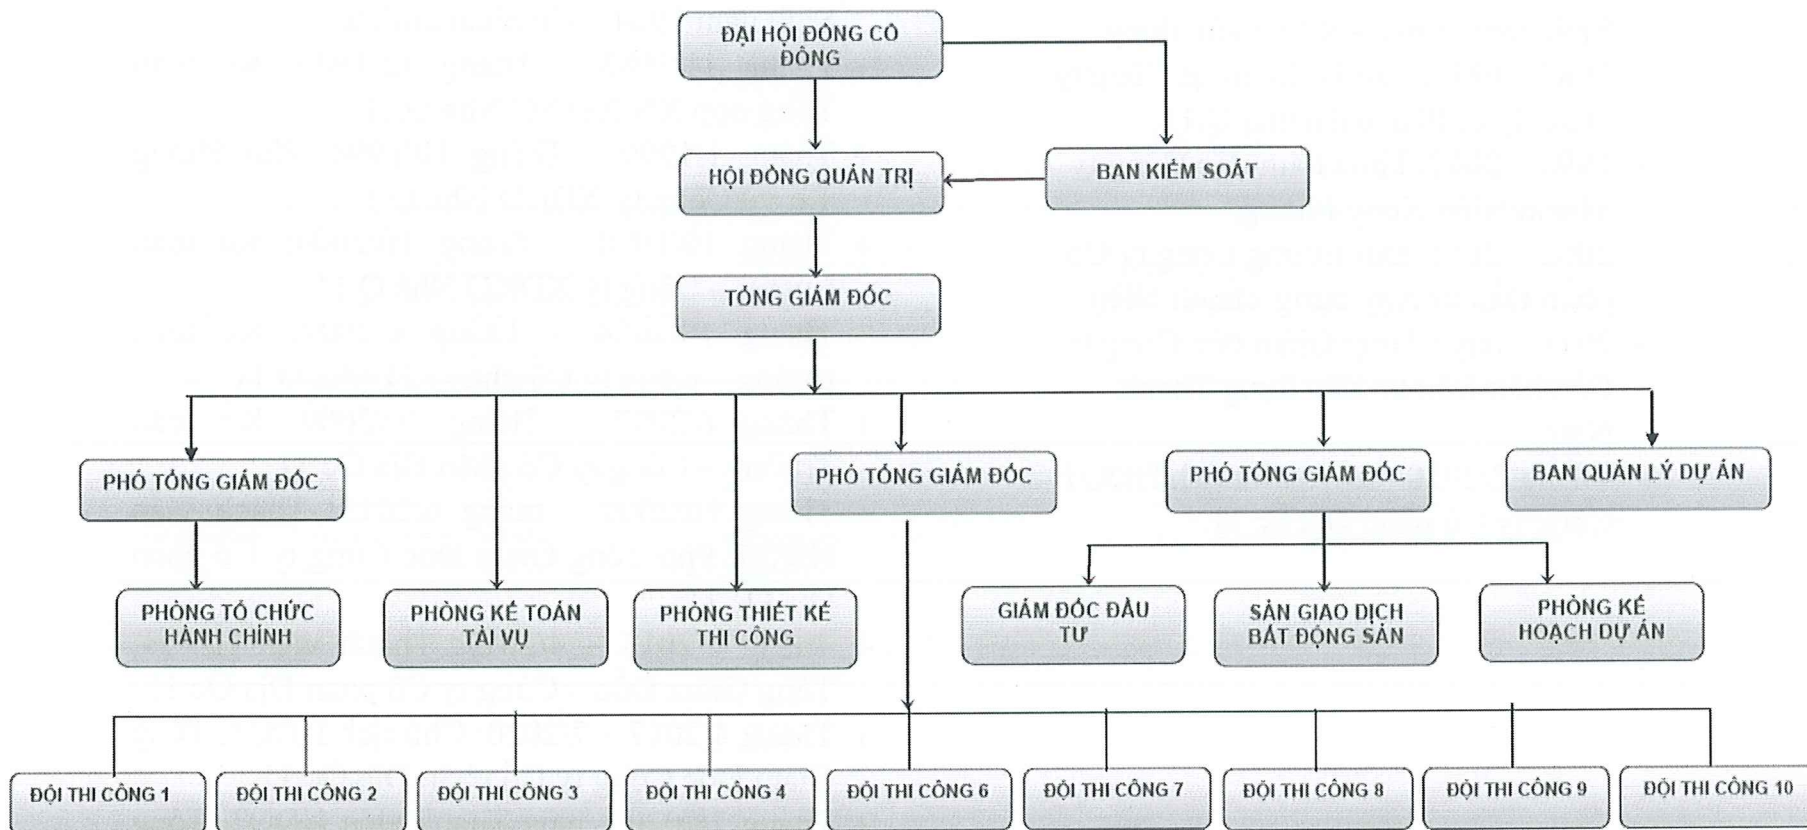 ĐẠI HỘI ĐỒNG CỔ
ĐÔNG
HỘI ĐỒNG QUẢN TRỊ
BAN KIỂM SOÁT
TỔNG GIÁM ĐỐC
PHÓ TỔNG GIÁM ĐỐC
PHÓ TỔNG GIÁM ĐỐC
PHÓ TỔNG GIÁM ĐỐC
BAN QUẢN LÝ DỰ ÁN
PHÒNG TỔ CHỨC
HÀNH CHÍNH
PHÒNG KẾ TOÁN
TÀI VỤ
PHÒNG THIẾT KẾ
THI CÔNG
GIÁM ĐỐC ĐẦU
TƯ
SÀN GIAO DỊCH
BẤT ĐỘNG SẢN
PHÒNG KẾ
HOẠCH DỰ ÁN
ĐỘI THI CÔNG 1
ĐỘI THI CÔNG 2
ĐỘI THI CÔNG 3
ĐỘI THI CÔNG 4
ĐỘI THI CÔNG 6
ĐỘI THI CÔNG 7
ĐỘI THI CÔNG 8
ĐỘI THI CÔNG 9
ĐỘI THI CÔNG 10